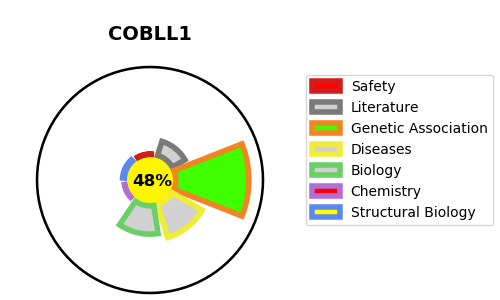 COBLL1
48%
Safety
Literature
Genetic Association
Diseases
Biology
Chemistry
Structural Biology